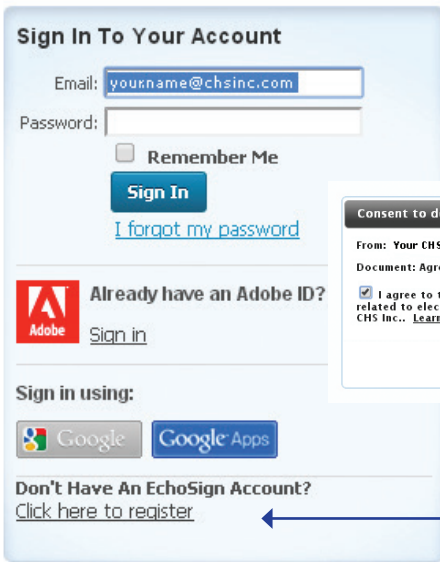 Sign In To Your Account
Email: yourname@chsinc.com
Password:
Remember Me
Sign In
I forgot my password
Already have an Adobe ID?
Adobe
Sign in
Sign in using:
Google
Google Apps
Don't Have An EchoSign Account?
Click here to register
Consent to d
From: Your CHS
Document: Agre
I agree to t
related to elec
CHS Inc.. Learn